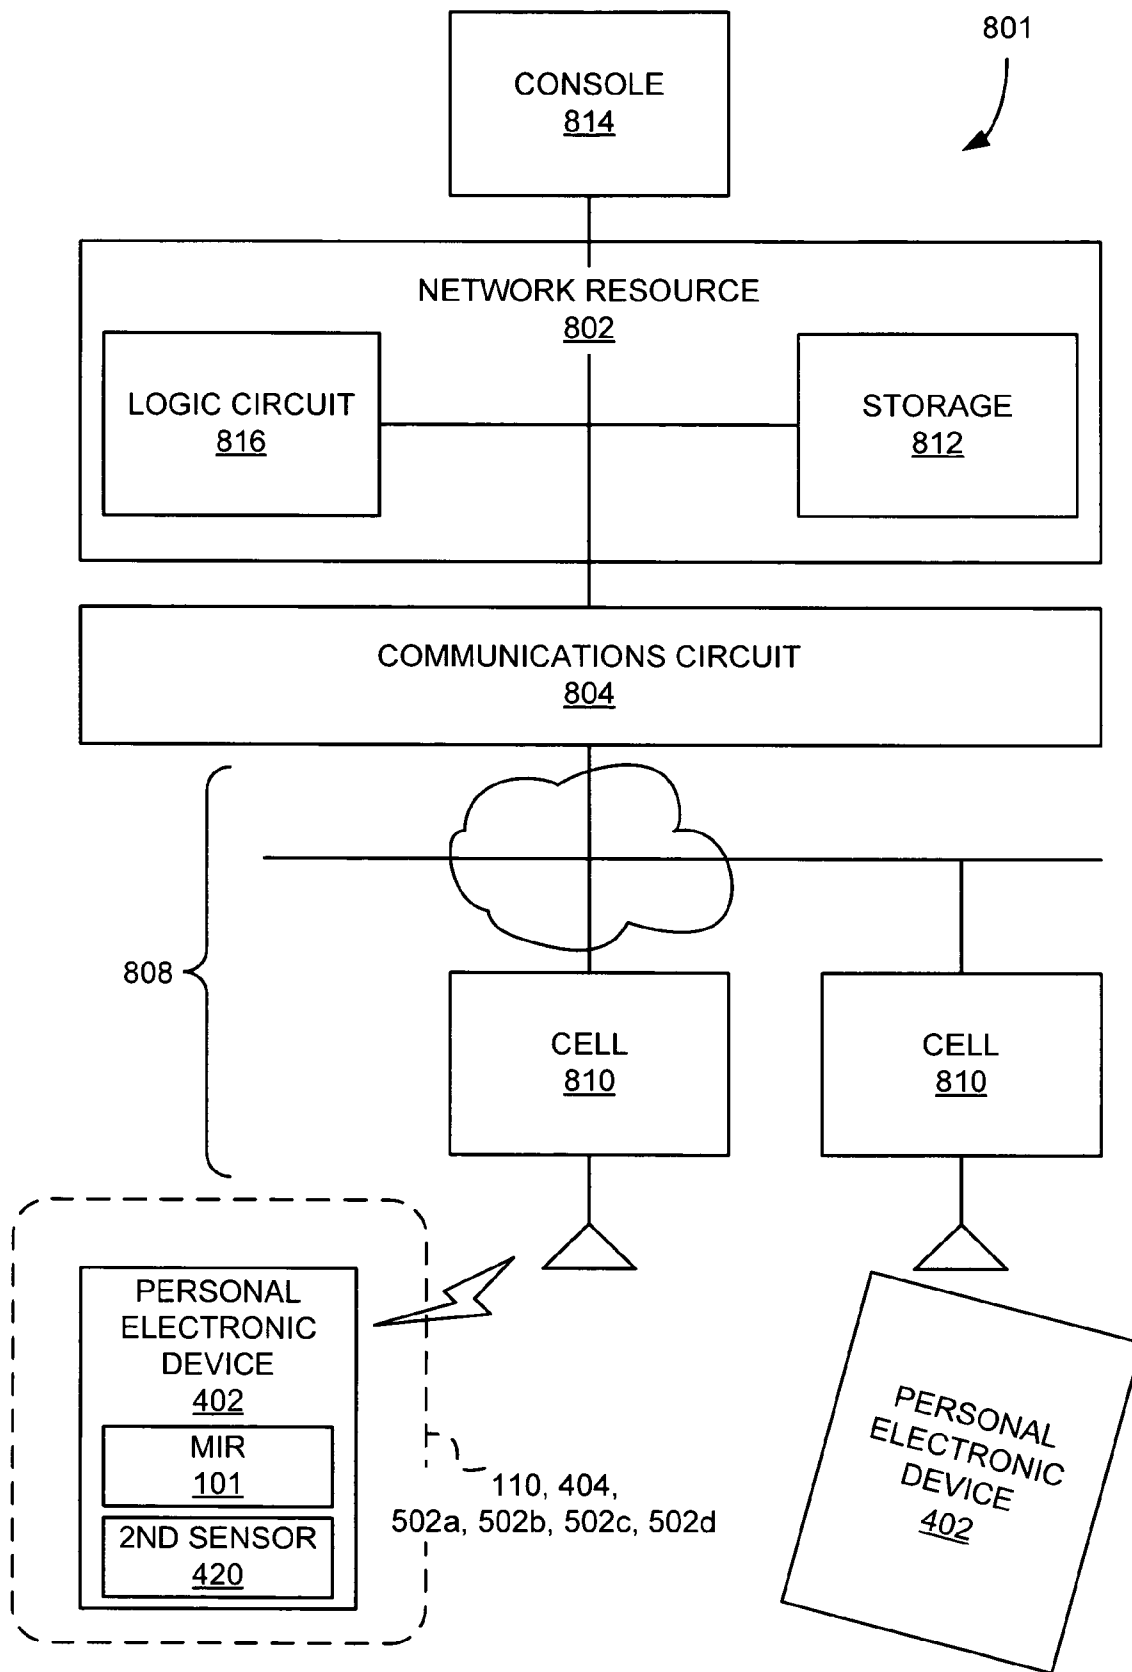 801
CONSOLE
814
NETWORK RESOURCE
802
LOGIC CIRCUIT
816
STORAGE
812
COMMUNICATIONS CIRCUIT
804
808
CELL
810
CELL
810
PERSONAL
ELECTRONIC
DEVICE
402
MIR
101
2ND SENSOR
420
110, 404,
502a, 502b, 502c, 502d
PERSONAL
ELECTRONIC
DEVICE
402